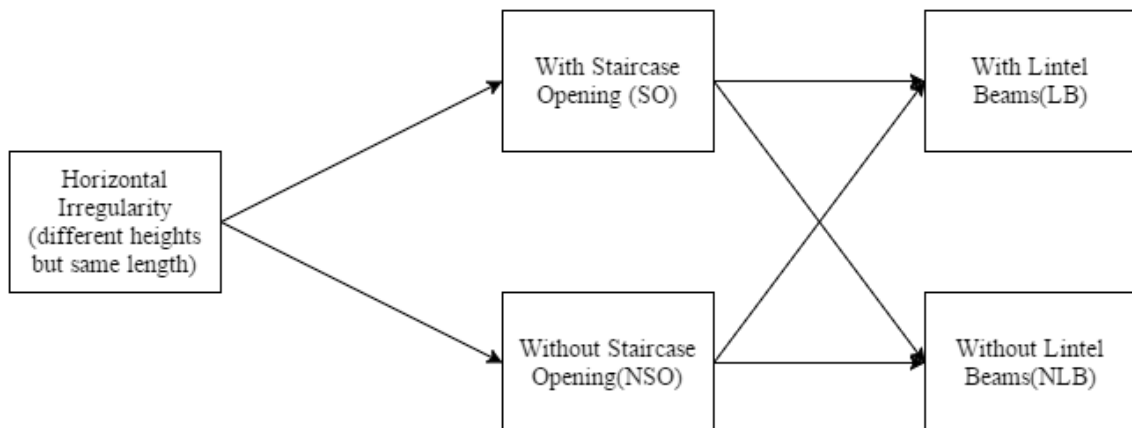 Horizontal
Irregularity
(different heights
but same length)
With Staircase
Opening (SO)
Without Staircase
Opening(NSO)
With Lintel
Beams(LB)
Without Lintel
Beams(NLB)